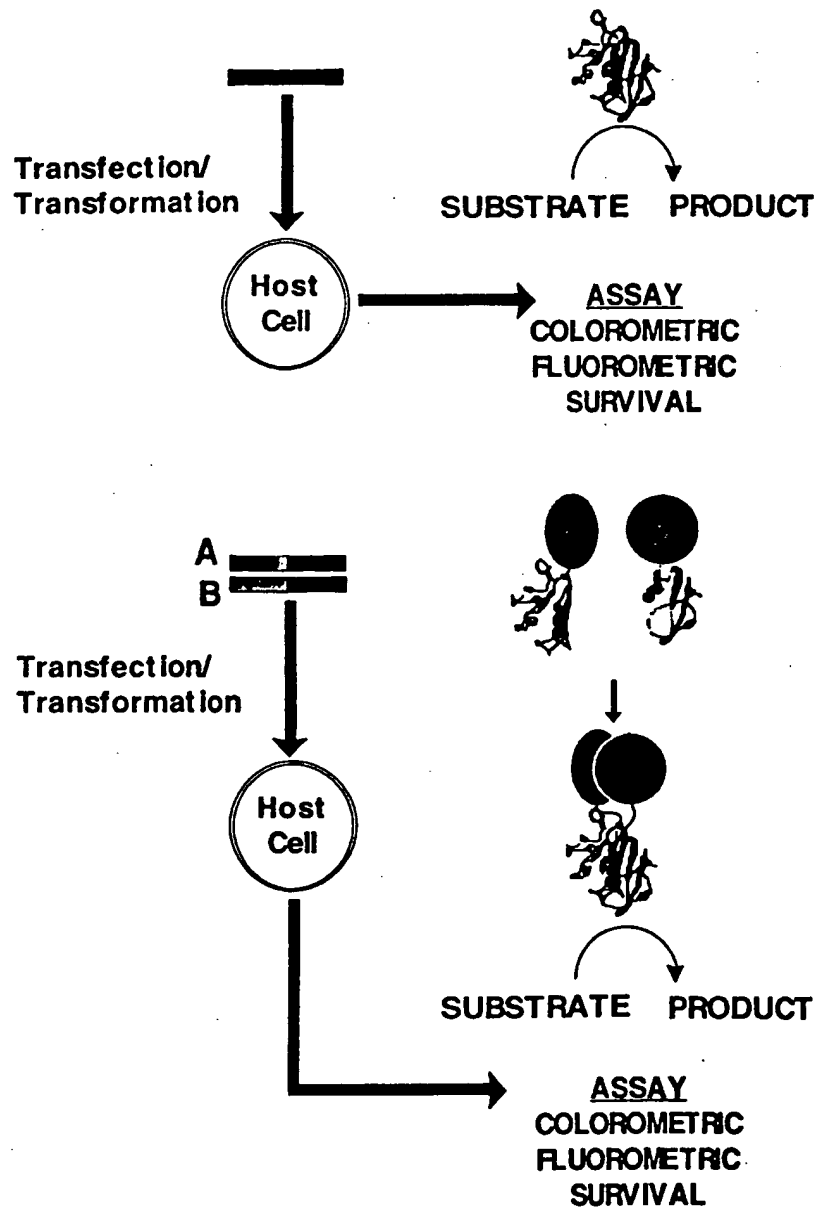 Transfection/
Transformation
SUBSTRATE PRODUCT
Host
Cell
ASSAY
COLOROMETRIC
FLUOROMETRIC
SURVIVAL
A
B
Transfection/
Transformation
Host
Cell
SUBSTRATE PRODUCT
ASSAY
COLOROMETRIC
FLUOROMETRIC
SURVIVAL